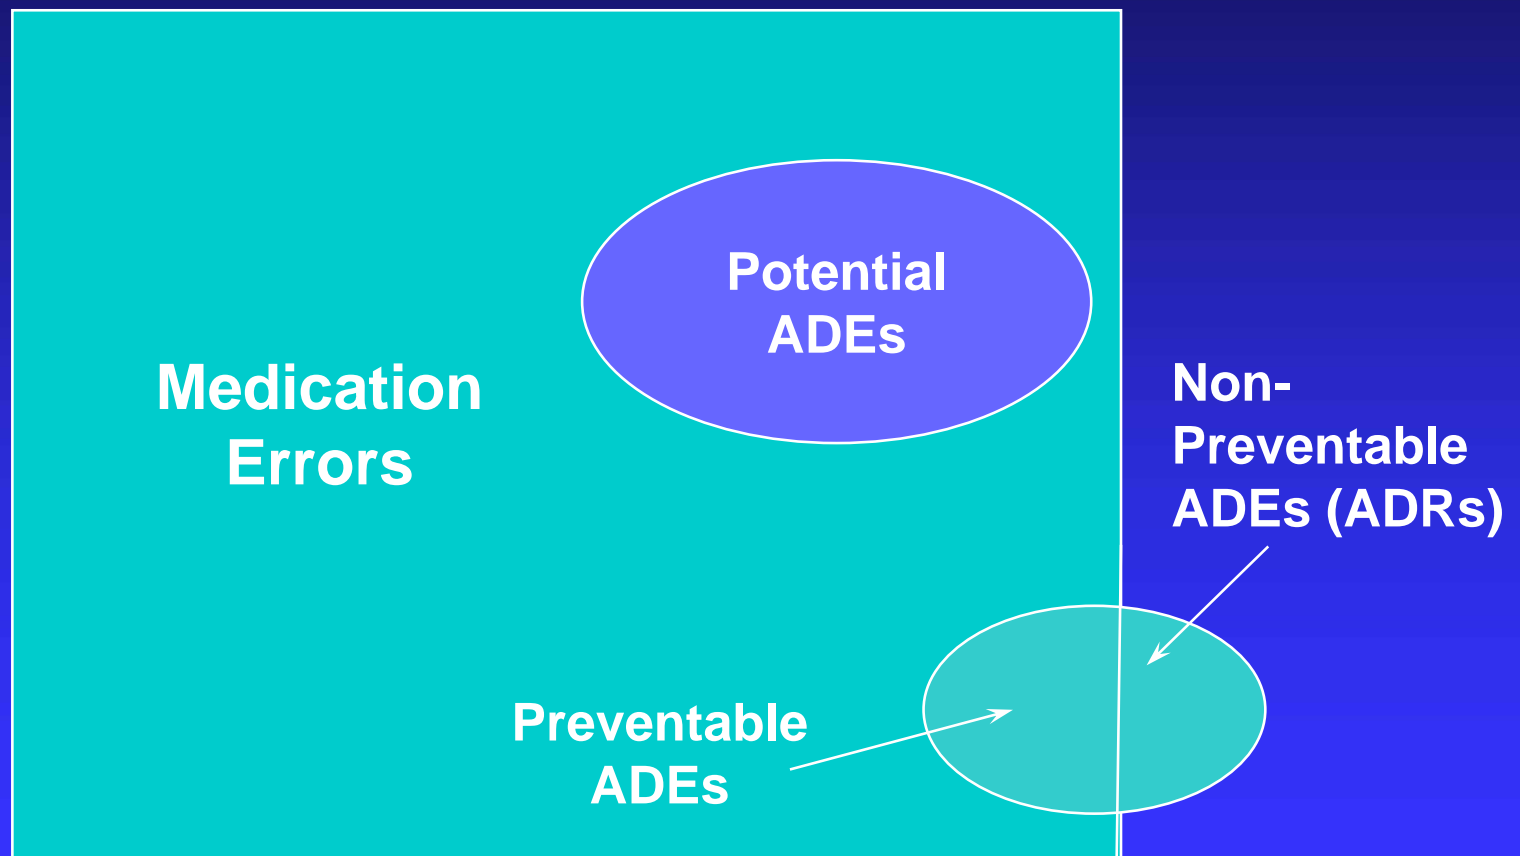 Potential
ADEs
Medication
Errors
Non-
Preventable
ADEs (ADRs)
Preventable
ADEs